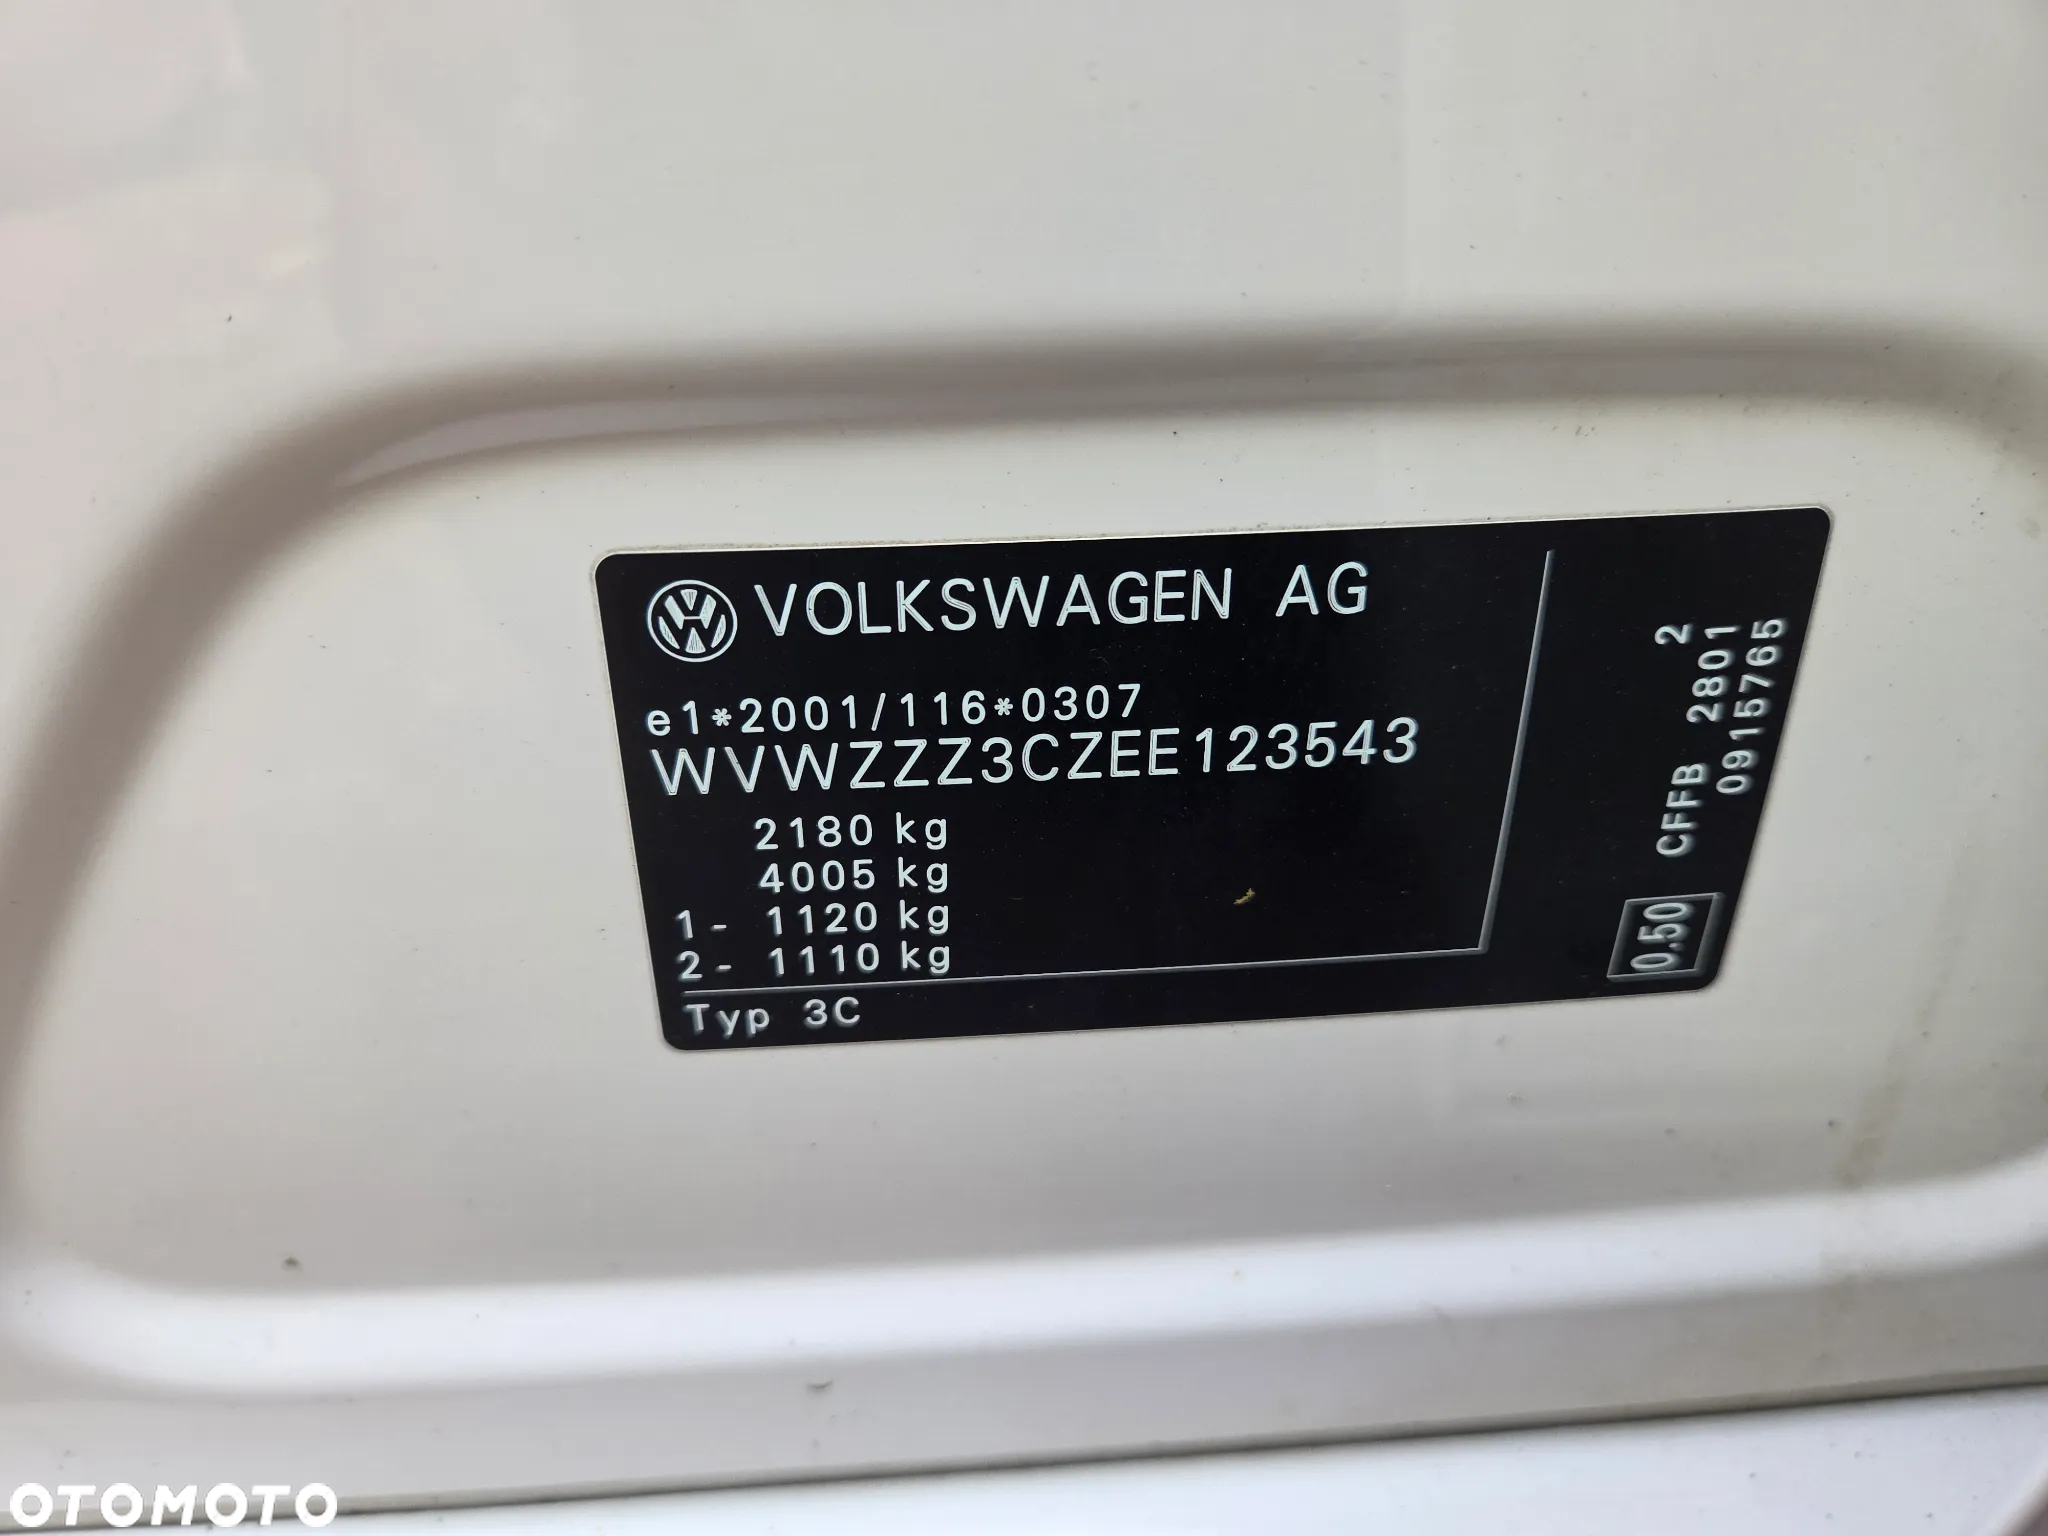 VOLKSWAGEN AG
e1*2001/116*0307
WVWZZZ3CZEE123543
2180 kg
4005 kg
1- 1120 kg
2- 1110 kg
Typ 3C
2
CFFB 2801
0915765
0.50
OTOMOTO